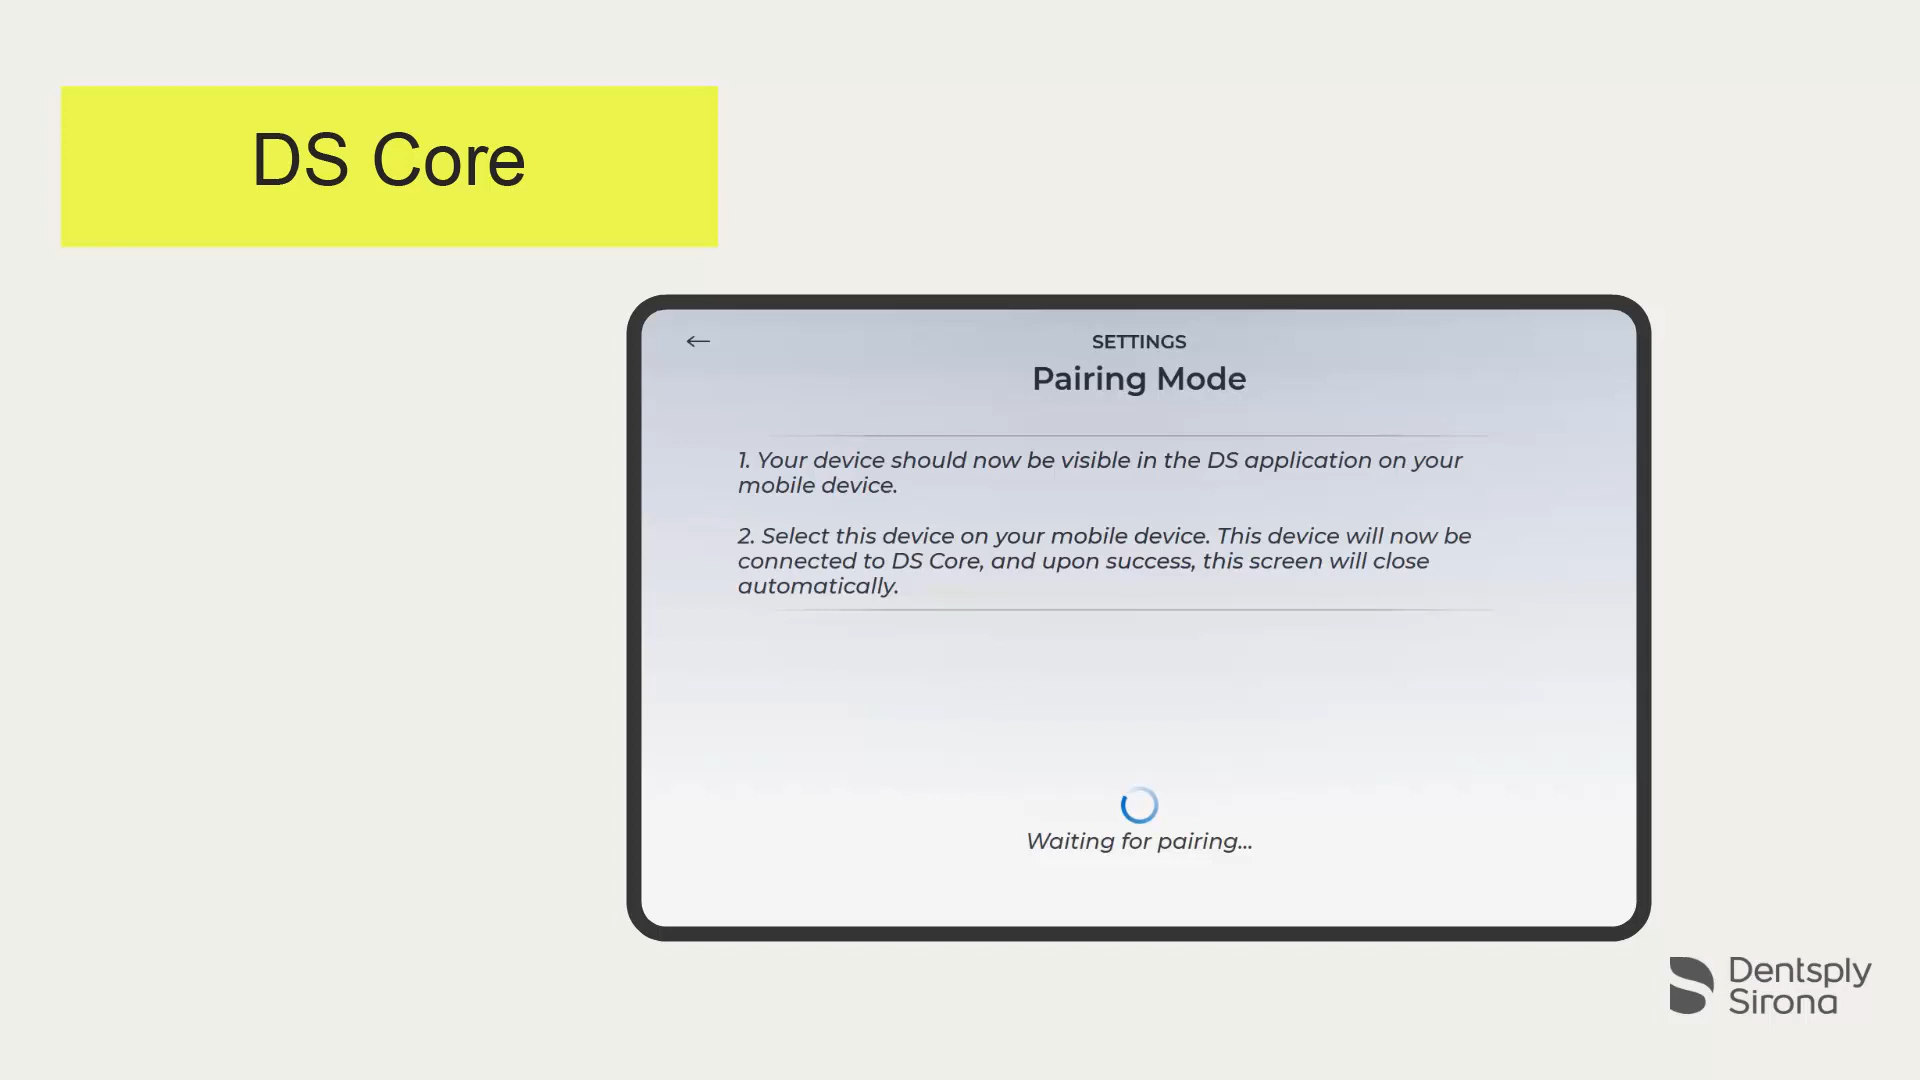 DS Core
SETTINGS
Pairing Mode
1. Your device should now be visible in the DS application on your
mobile device.
2. Select this device on your mobile device. This device will now be
connected to DS Core, and upon success, this screen will close
automatically.
Waiting for pairing...
Dentsply
Sirona